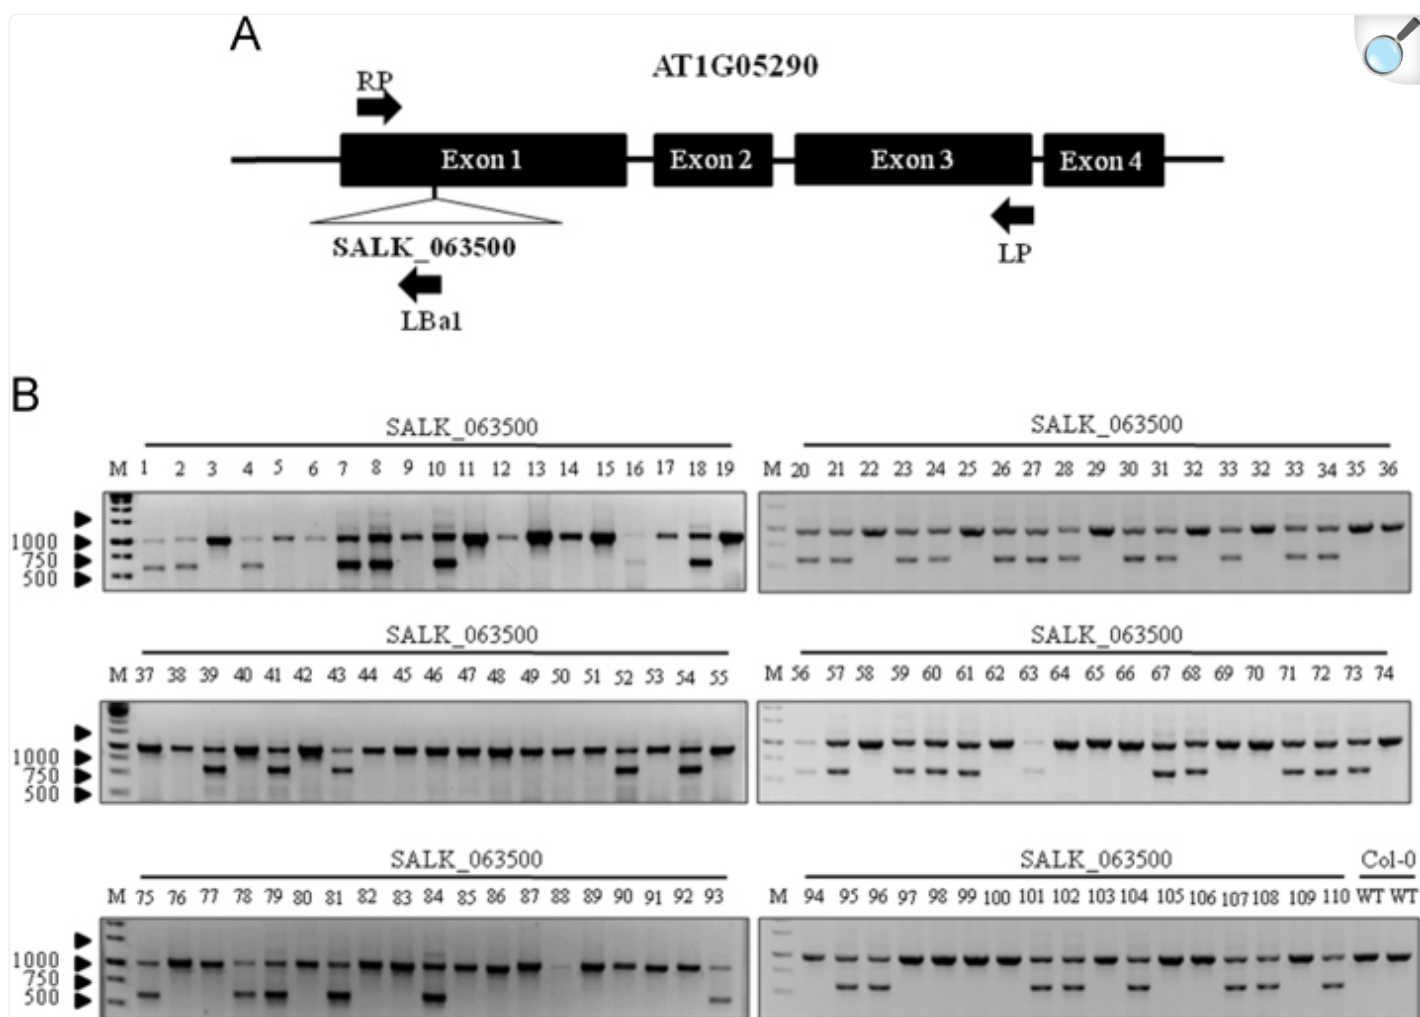 A
AT1G05290
RP
Exon 1
Exon 2
Exon 3
Exon 4
SALK_063500
LP
LBa1
B
SALK_063500
M 1 2 3 4 5 6 7 8 9 10 11 12 13 14 15 16 17 18 19
1000
750
500
SALK_063500
M 20 21 22 23 24 25 26 27 28 29 30 31 32 33 32 33 34 35 36
SALK_063500
M 37 38 39 40 41 42 43 44 45 46 47 48 49 50 51 52 53 54 55
1000
750
500
SALK_063500
M 56 57 58 59 60 61 62 63 64 65 66 67 68 69 70 71 72 73 74
SALK_063500
M 75 76 77 78 79 80 81 82 83 84 85 86 87 88 89 90 91 92 93
1000
750
500
SALK_063500 Col-0
M 94 95 96 97 98 99 100 101 102 103 104 105 106 107 108 109 110 WT WT